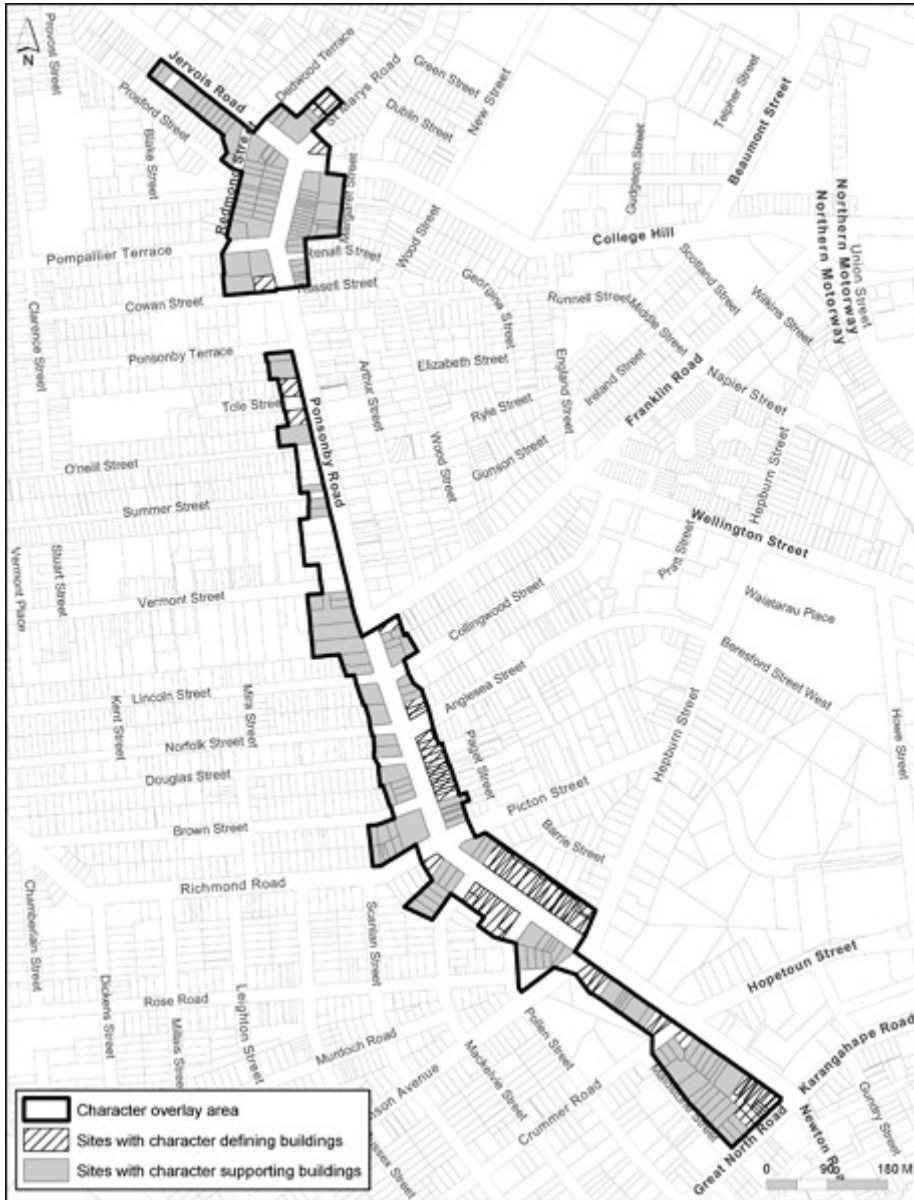 Provost Street
Jervois Road
Dedwood Terrace
St Marys Road
Green Street
New Street
Telpher Street
Beaumont Street
N
Prosford Street
Dublin Street
Blake Street
Redmond Street
Margaret Street
Gudgeon Street
Northern Motorway
Northern Motorway
Union Street
Pompallier Terrace
Renall Street
Wood Street
College Hill
Scotland Street
Cowan Street
Russell Street
Georgina Street
Runnell Street
Middle Street
Wilkins Street
Clarence Street
Ponsonby Terrace
Arthur Street
Elizabeth Street
England Street
Ireland Street
Franklin Road
Napier Street
Tole Street
Ponsonby Road
Ryle Street
O'neill Street
Wood Street
Gunson Street
Hepburn Street
Summer Street
Wellington Street
Vermont Place
Stuart Street
Pratt Street
Vermont Street
Collingwood Street
Waiatarau Place
Lincoln Street
Anglesea Street
Beresford Street West
Kent Street
Mira Street
Norfolk Street
Paget Street
Hepburn Street
Howe Street
Douglas Street
Picton Street
Brown Street
Barrie Street
Richmond Road
Chamberlain Street
Scanlan Street
Hopetoun Street
Dickens Street
Rose Road
Millais Street
Leighton Street
Murdoch Road
Pollen Street
Mackelvie Street
Crummer Road
Karangahape Road
Gundry Street
Great North Road
Character overlay area
Sites with character defining buildings
Sites with character supporting buildings
0 900 180 M